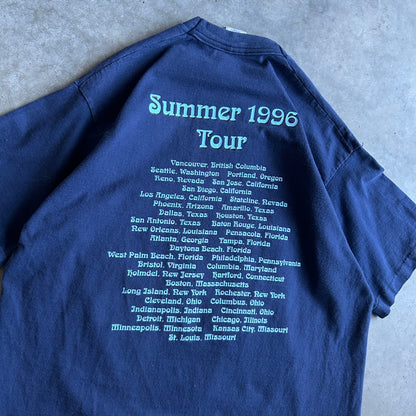 Summer 1996
Tour
Vancouver, British Columbia
Seattle, Washington Portland, Oregon
Reno, Nevada San Jose, California
San Diego, California
Los Angeles, California Stateline, Nevada
Phoenix, Arizona Amarillo, Texas
Dallas, Texas Houston, Texas
San Antonio, Texas Baton Rouge, Louisiana
New Orleans, Louisiana Pensacola, Florida
Atlanta, Georgia Tampa, Florida
Daytona Beach, Florida
West Palm Beach, Florida Philadelphia, Pennsylvania
Bristol, Virginia Columbia, Maryland
Holmdel, New Jersey Hartford, Connecticut
Boston, Massachusetts
Long Island, New York Rochester, New York
Cleveland, Ohio Columbus, Ohio
Indianapolis, Indiana Cincinnati, Ohio
Detroit, Michigan Chicago, Illinois
Minneapolis, Minnesota Kansas City, Missouri
St. Louis, Missouri